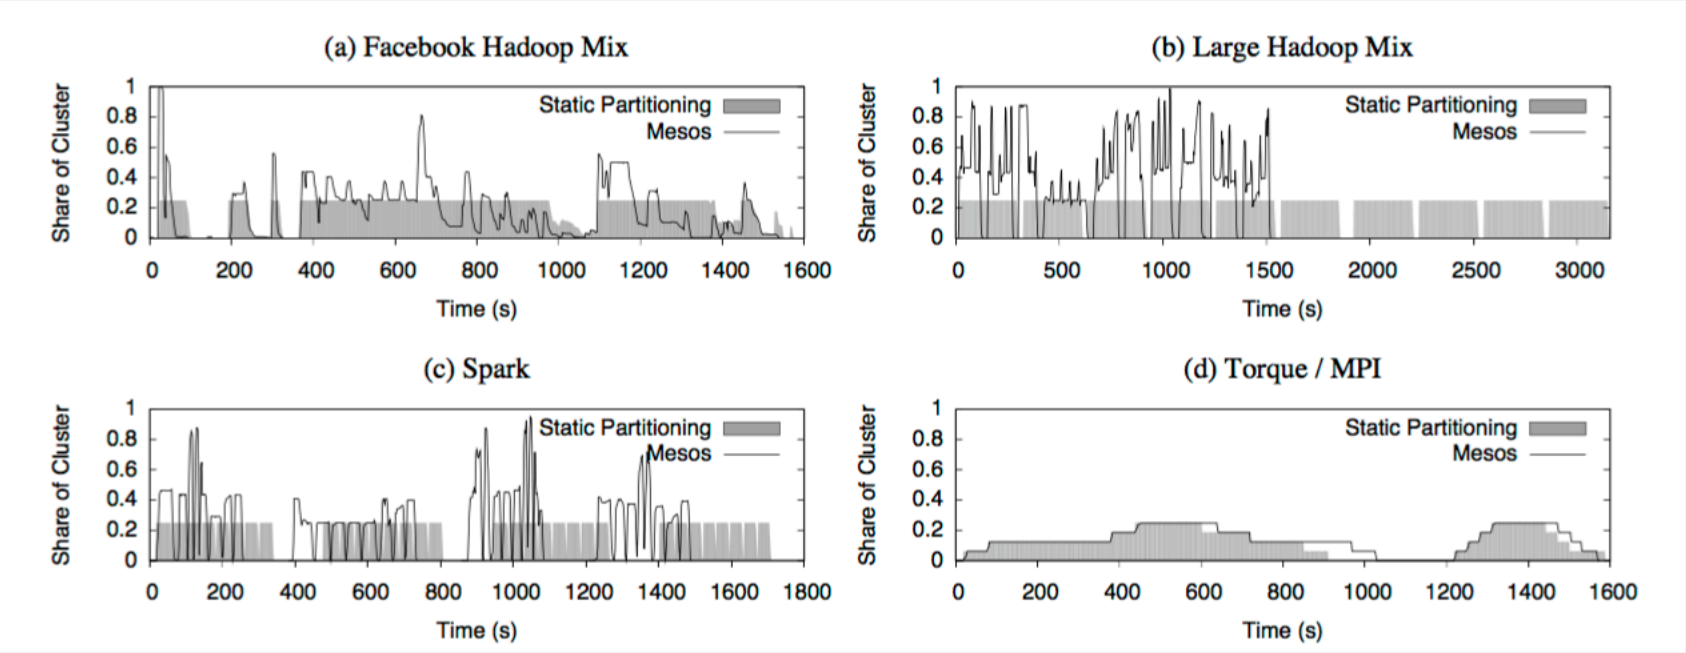 (a) Facebook Hadoop Mix
Share of Cluster
1
0.8
0.6
0.4
0.2
0
Static Partitioning
Mesos
0 200 400 600 800 1000 1200 1400 1600
Time (s)
(b) Large Hadoop Mix
Share of Cluster
1
0.8
0.6
0.4
0.2
0
Static Partitioning
Mesos
0 500 1000 1500 2000 2500 3000
Time (s)
(c) Spark
Share of Cluster
1
0.8
0.6
0.4
0.2
0
Static Partitioning
Mesos
0 200 400 600 800 1000 1200 1400 1600 1800
Time (s)
(d) Torque / MPI
Share of Cluster
1
0.8
0.6
0.4
0.2
0
Static Partitioning
Mesos
0 200 400 600 800 1000 1200 1400 1600
Time (s)